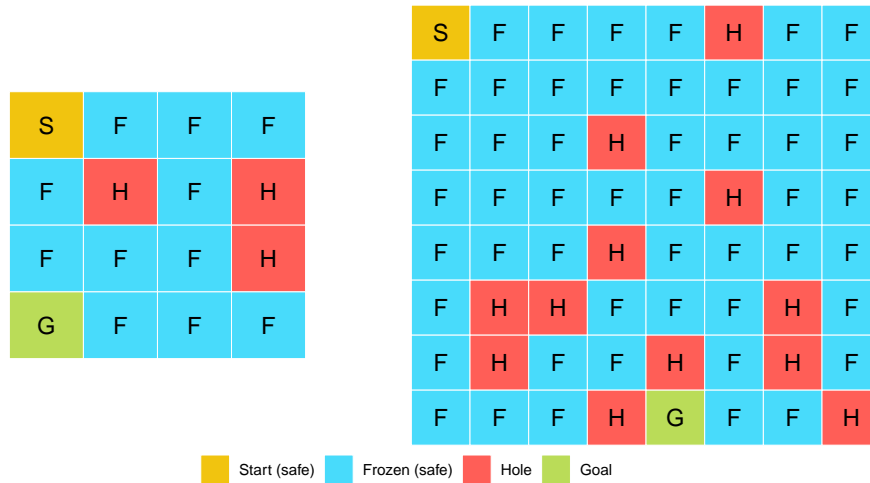 S F F F
F H F H
F F F H
G F F F
S F F F F H F F
F F F F F F F F
F F F H F F F F
F F F F F H F F
F F F H F F F F
F H H F F F H F
F H F F H F H F
F F F H G F F H
Start (safe) Frozen (safe) Hole Goal